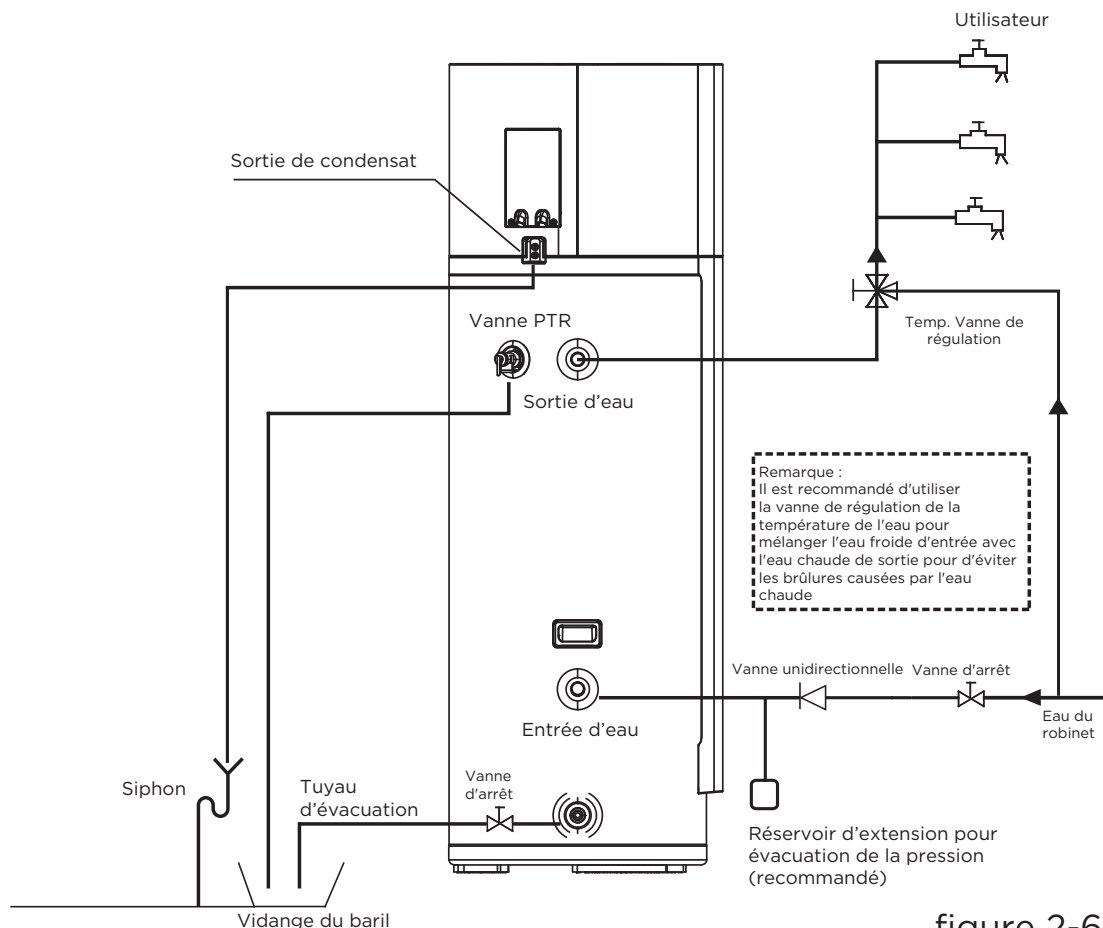 Utilisateur
Sortie de condensat
Vanne PTR
Temp. Vanne de
régulation
Sortie d'eau
Remarque :
Il est recommandé d'utiliser
la vanne de régulation de la
température de l'eau pour
mélanger l'eau froide d'entrée avec
l'eau chaude de sortie pour d'éviter
les brûlures causées par l'eau
chaude
Vanne unidirectionnelle
Vanne d'arrêt
Entrée d'eau
Eau du
robinet
Siphon
Tuyau
d'évacuation
Vanne
d'arrêt
Réservoir d'extension pour
évacuation de la pression
(recommandé)
Vidange du baril
figure 2-6